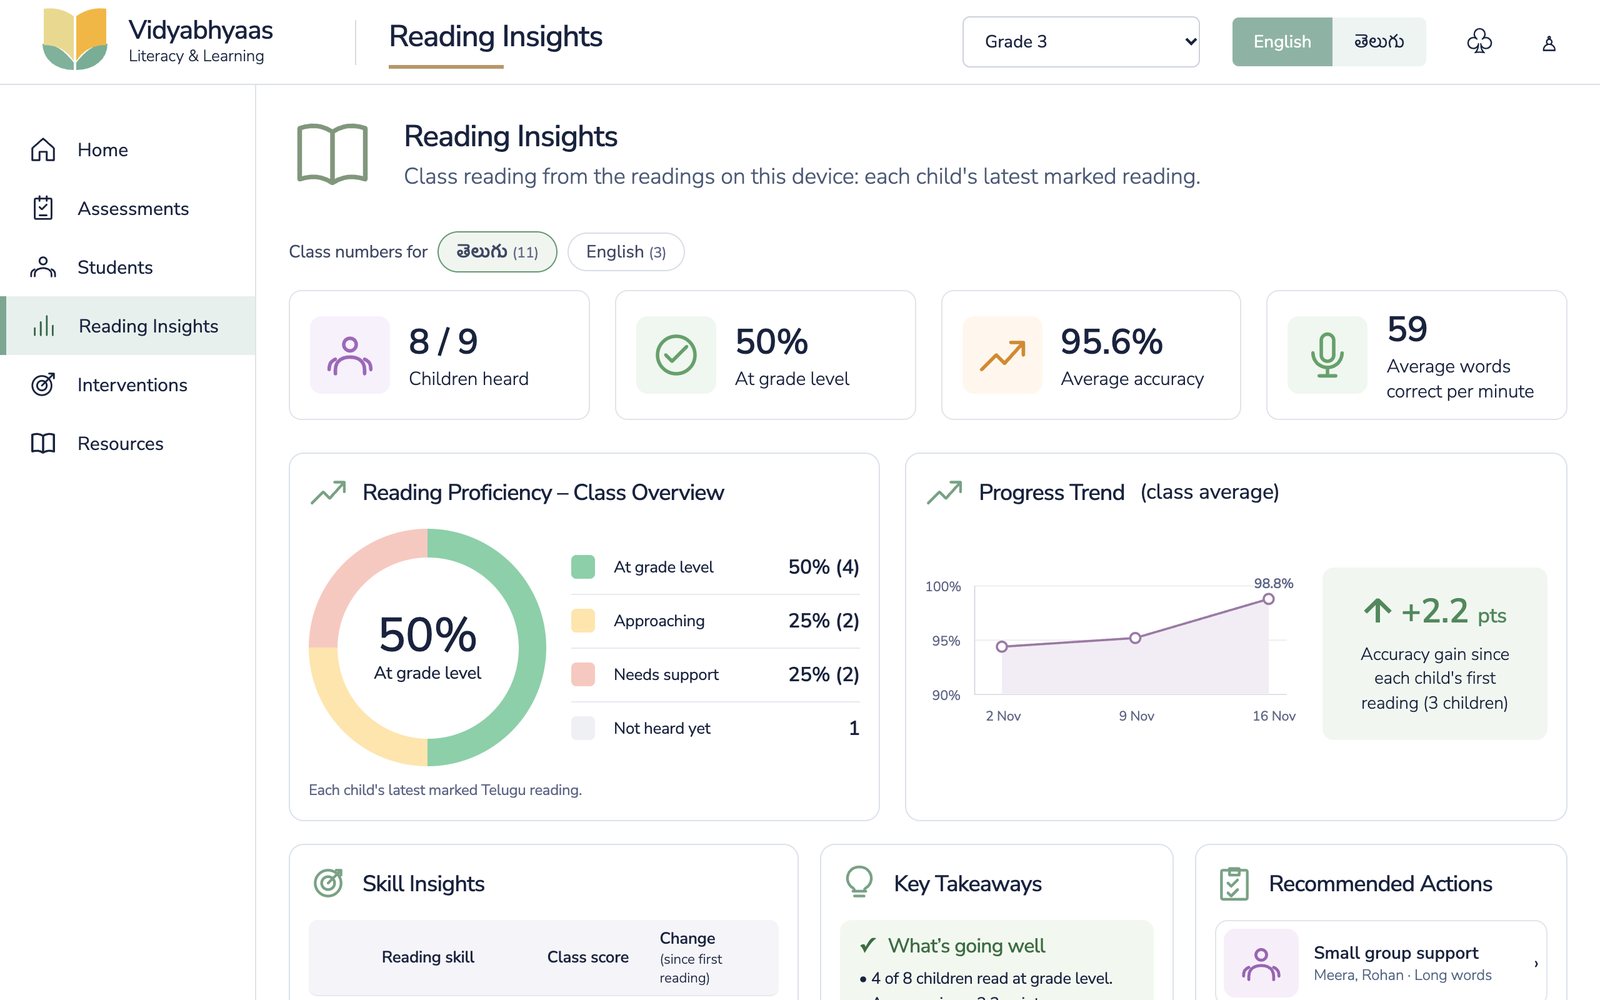 Vidyabhyaas
Literacy & Learning
Reading Insights
Grade 3
English
తెలుగు
Home
Assessments
Students
Reading Insights
Interventions
Resources
Reading Insights
Class reading from the readings on this device: each child's latest marked reading.
Class numbers for
తెలుగు (11)
English (3)
8 / 9
Children heard
50%
At grade level
95.6%
Average accuracy
59
Average words
correct per minute
Reading Proficiency – Class Overview
50%
At grade level
At grade level 50% (4)
Approaching 25% (2)
Needs support 25% (2)
Not heard yet 1
Each child's latest marked Telugu reading.
Progress Trend (class average)
100%
95%
90%
98.8%
2 Nov
9 Nov
16 Nov
+2.2 pts
Accuracy gain since
each child's first
reading (3 children)
Skill Insights
Reading skill
Class score
Change
(since first
reading)
Key Takeaways
✓ What's going well
• 4 of 8 children read at grade level.
Recommended Actions
Small group support
Meera, Rohan · Long words